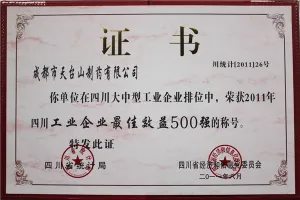 证书
川统计[2011]26号
成都市天台山制药有限公司
你单位在四川大中型工业企业排位中，荣获2011年
四川工业企业最佳效益500强的称号。
特发此证
四川省统计局
四川省经济和信息化委员会
二〇一一年六月